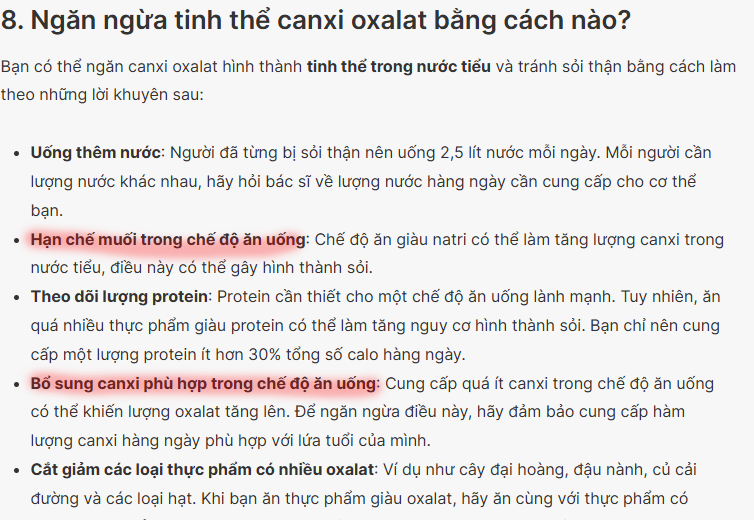 8. Ngăn ngừa tinh thể canxi oxalat bằng cách nào?
Bạn có thể ngăn canxi oxalat hình thành tinh thể trong nước tiểu và tránh sỏi thận bằng cách làm
theo những lời khuyên sau:
• Uống thêm nước: Người đã từng bị sỏi thận nên uống 2,5 lít nước mỗi ngày. Mỗi người cần
lượng nước khác nhau, hãy hỏi bác sĩ về lượng nước hàng ngày cần cung cấp cho cơ thể
bạn.
• Hạn chế muối trong chế độ ăn uống: Chế độ ăn giàu natri có thể làm tăng lượng canxi trong
nước tiểu, điều này có thể gây hình thành sỏi.
• Theo dõi lượng protein: Protein cần thiết cho một chế độ ăn uống lành mạnh. Tuy nhiên, ăn
quá nhiều thực phẩm giàu protein có thể làm tăng nguy cơ hình thành sỏi. Bạn chỉ nên cung
cấp một lượng protein ít hơn 30% tổng số calo hàng ngày.
• Bổ sung canxi phù hợp trong chế độ ăn uống: Cung cấp quá ít canxi trong chế độ ăn uống
có thể khiến lượng oxalat tăng lên. Để ngăn ngừa điều này, hãy đảm bảo cung cấp hàm
lượng canxi hàng ngày phù hợp với lứa tuổi của mình.
• Cắt giảm các loại thực phẩm có nhiều oxalat: Ví dụ như cây đại hoàng, đậu nành, củ cải
đường và các loại hạt. Khi bạn ăn thực phẩm giàu oxalat, hãy ăn cùng với thực phẩm có